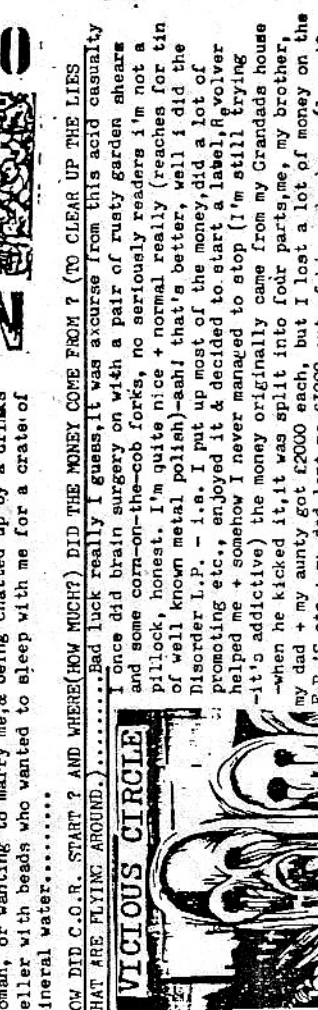 oman, or wanting to marry me,& being chatted up by a drinks
eller with beads who wanted to sleep with me for a crate of
ineral water.........
OW DID C.O.R. START ? AND WHERE(HOW MUCH?) DID THE MONEY COME FROM ? (TO CLEAR UP THE LIES
HAT ARE FLYING AROUND.).........Bad luck really I guess,it was axcurse from this acid casualty
I once did brain surgery on with a pair of rusty garden shears
and some corn-on-the-cob forks, no seriously readers i'm not a
pillock, honest. I'm quite nice + normal really (reaches for tin
of well known metal polish)-aah! that's better, well i did the
Disorder L.P. - i.e. I put up most of the money,did a lot of
promoting etc., enjoyed it & decided to start a label,Revolver
helped me + somehow I never managed to stop (I'm still trying
-it's addictive) the money originally came from my Grandads house
-when he kicked it,it was split into four parts,me, my brother,
my dad + my aunty got £2000 each, but I lost a lot of money on the
VICIOUS CIRCLE